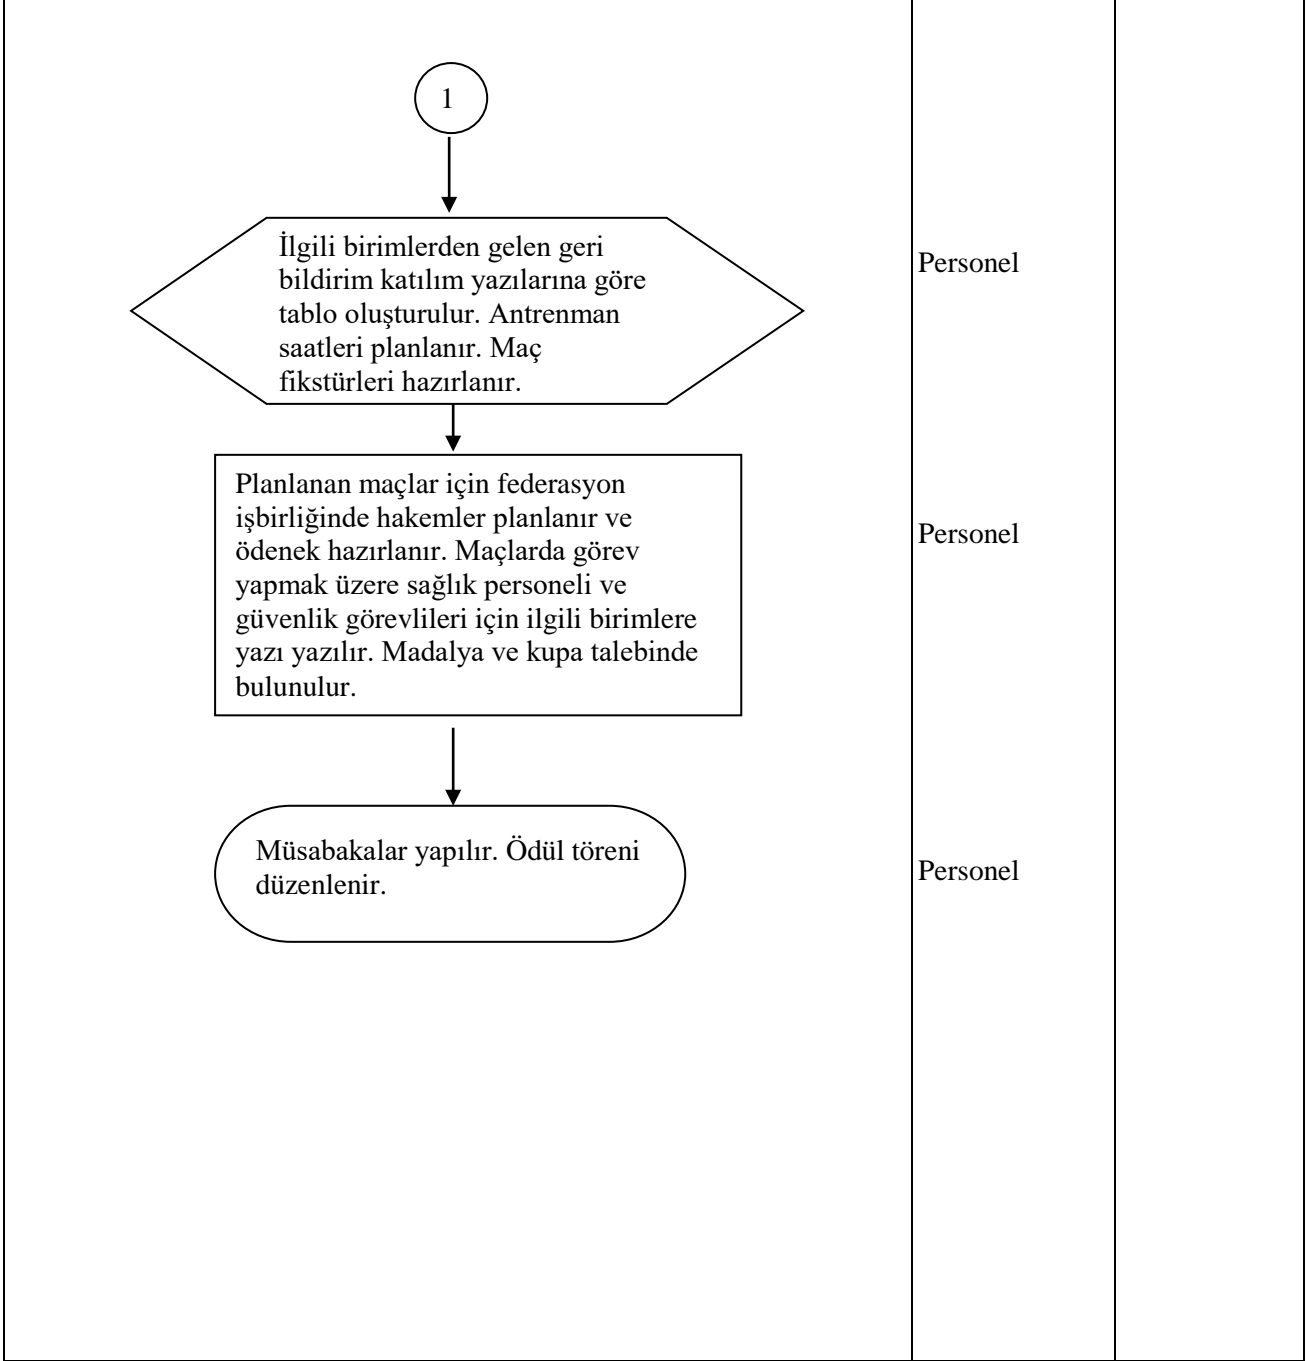 1
İlgili birimlerden gelen geri
bildirim katılım yazılarına göre
tablo oluşturulur. Antrenman
saatleri planlanır. Maç
fikstürleri hazırlanır.
Personel
Planlanan maçlar için federasyon
işbirliğinde hakemler planlanır ve
ödenek hazırlanır. Maçlarda görev
yapmak üzere sağlık personeli ve
güvenlik görevlileri için ilgili birimlere
yazı yazılır. Madalya ve kupa talebinde
bulunulur.
Personel
Müsabakalar yapılır. Ödül töreni
düzenlenir.
Personel